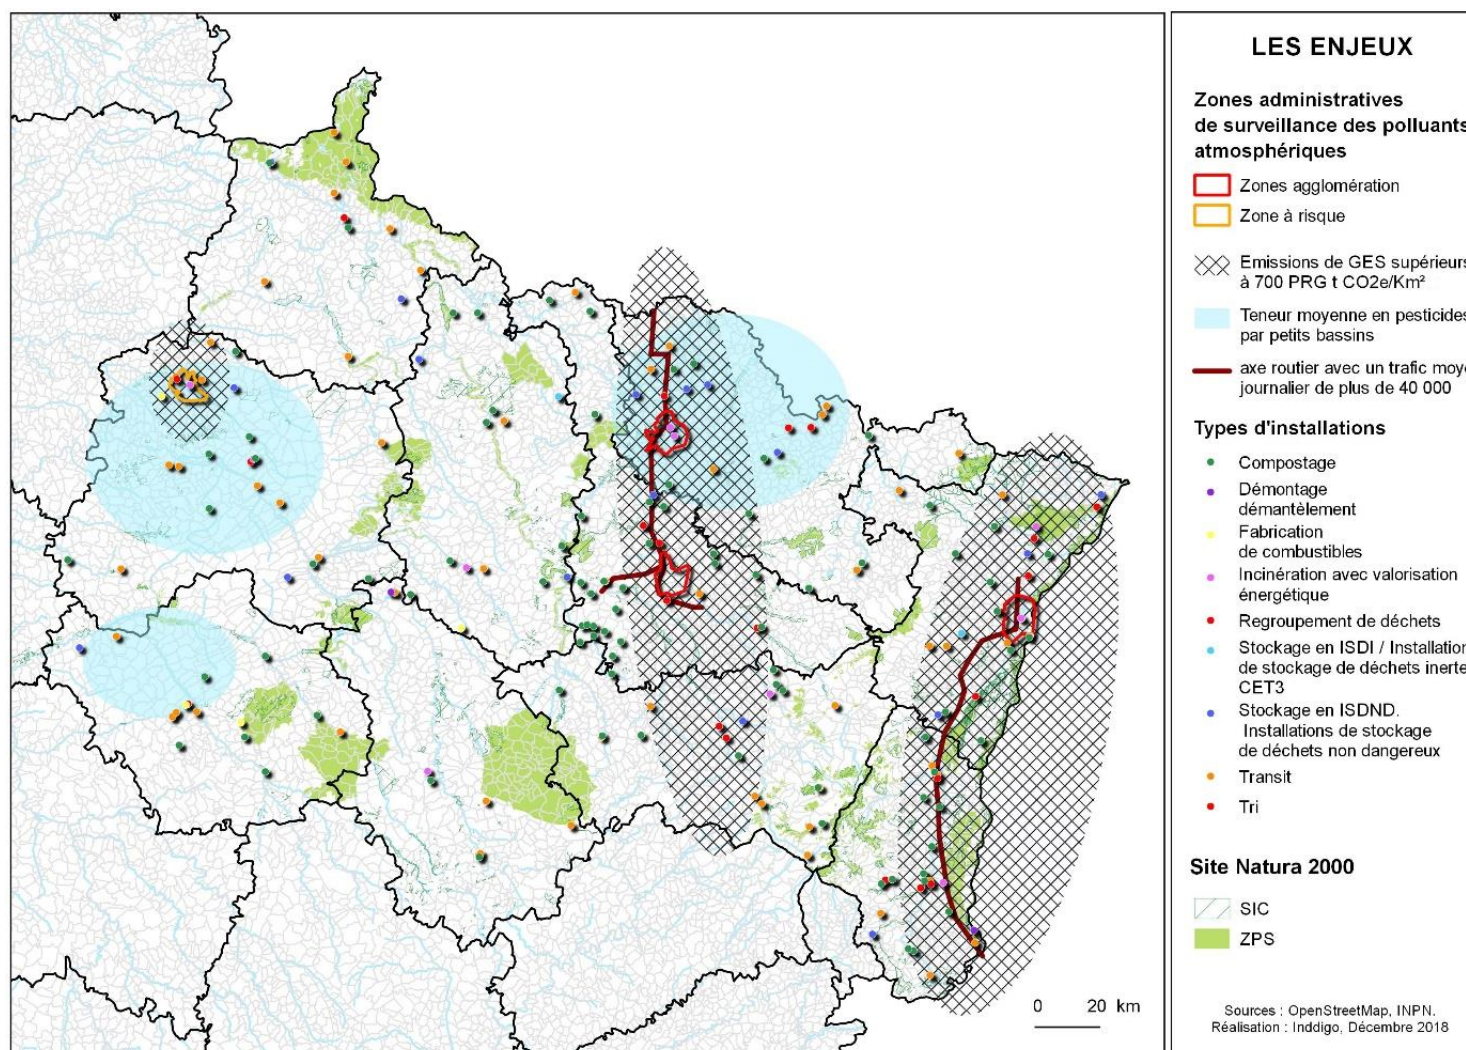 LES ENJEUX
Zones administratives
de surveillance des polluants
atmosphériques
Zones agglomération
Zone à risque
Emissions de GES supérieurs
à 700 PRG t CO2e/Km²
Teneur moyenne en pesticides
par petits bassins
axe routier avec un trafic moye
journalier de plus de 40 000
Types d'installations
Compostage
Démontage
démantèlement
Fabrication
de combustibles
Incinération avec valorisation
énergétique
Regroupement de déchets
Stockage en ISDI / Installation
de stockage de déchets inerte
CET3
Stockage en ISDND.
Installations de stockage
de déchets non dangereux
Transit
Tri
Site Natura 2000
SIC
ZPS
0 20 km
Sources : OpenStreetMap, INPN.
Réalisation : Inddigo, Décembre 2018